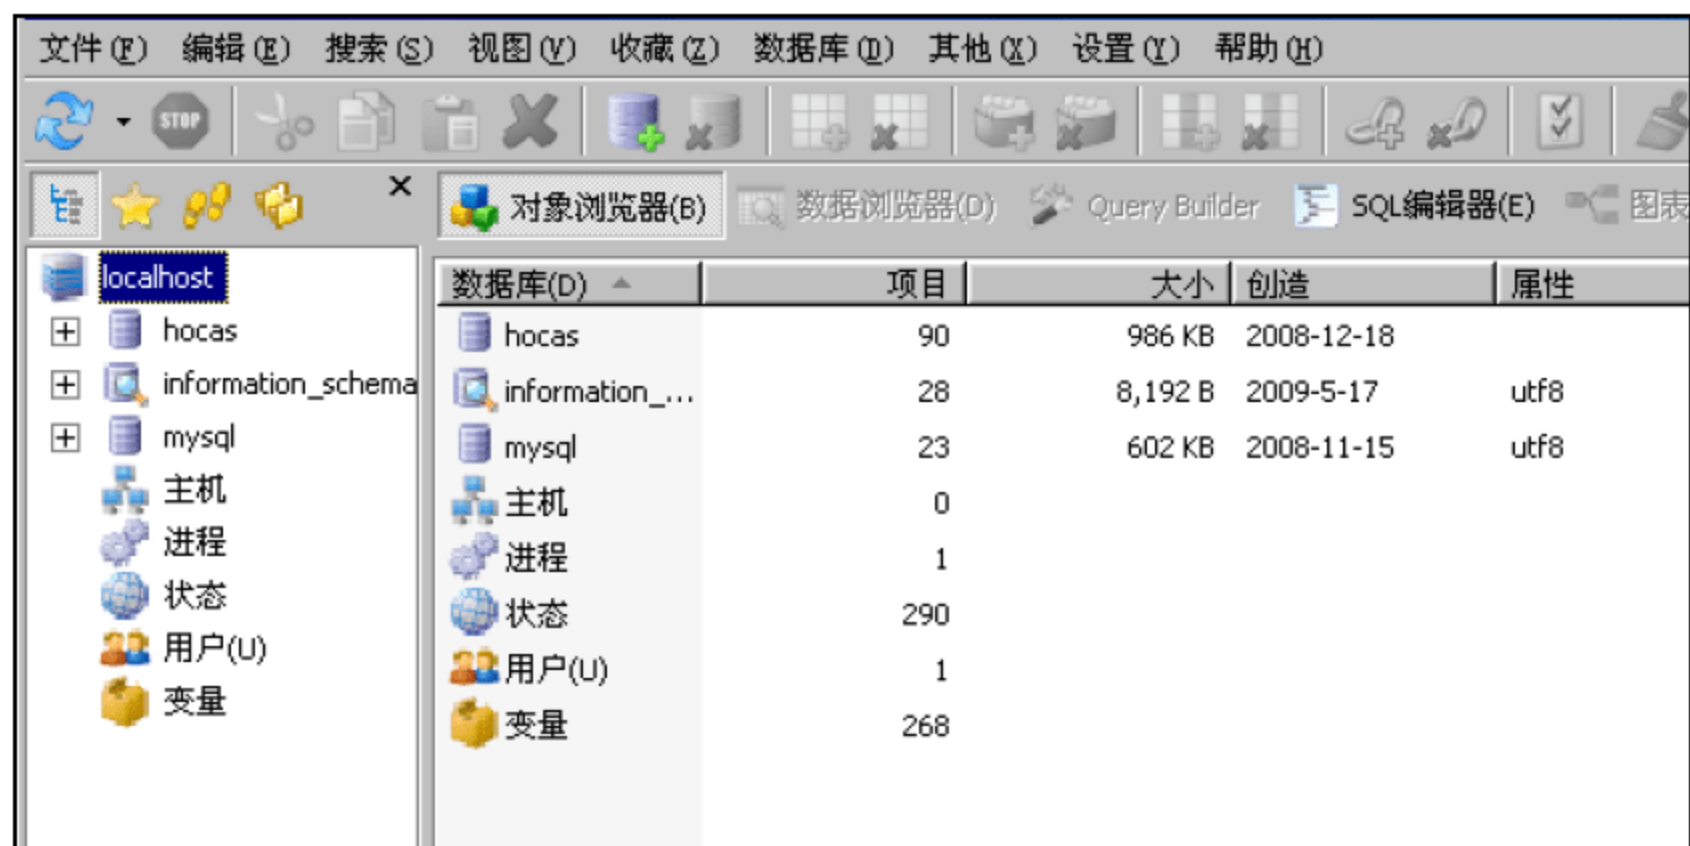 文件(F) 编辑(E) 搜索(S) 视图(V) 收藏(Z) 数据库(D) 其他(X) 设置(Y) 帮助(H)
STOP
对象浏览器(B) 数据浏览器(D) Query Builder SQL编辑器(E) 图表
localhost
hocas
information_schema
mysql
主机
进程
状态
用户(U)
变量
数据库(D) 项目 大小 创造 属性
hocas 90 986 KB 2008-12-18
information_... 28 8,192 B 2009-5-17 utf8
mysql 23 602 KB 2008-11-15 utf8
主机 0
进程 1
状态 290
用户(U) 1
变量 268